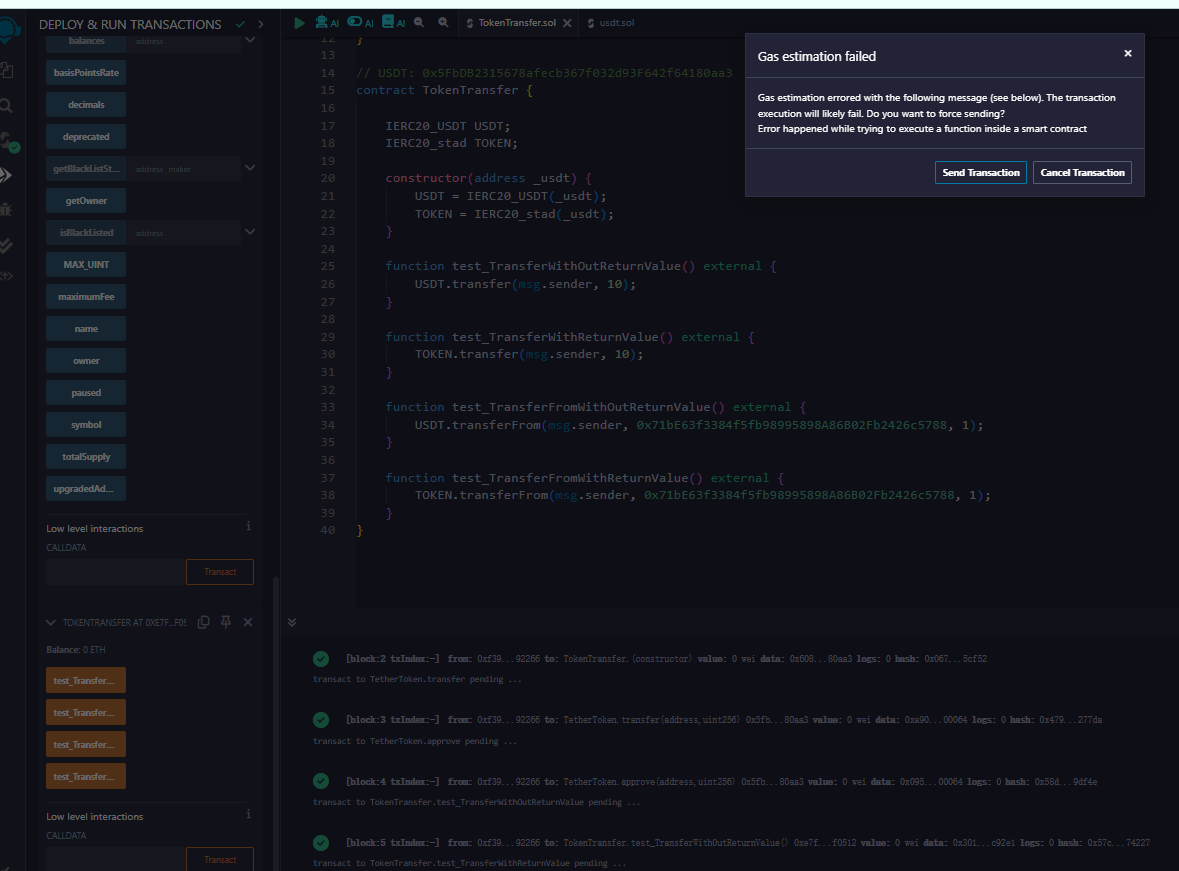 DEPLOY & RUN TRANSACTIONS
balances address
basisPointsRate
decimals
deprecated
getBlackListSt... address _maker
getOwner
isBlackListed address
MAX_UINT
maximumFee
name
owner
paused
symbol
totalSupply
upgradedAd...
Low level interactions i
CALLDATA
Transact
TOKENTRANSFER AT 0XE7F...F05
Balance: 0 ETH
test_Transfer...
test_Transfer...
test_Transfer...
test_Transfer...
Low level interactions i
CALLDATA
Transact
AI AI AI TokenTransfer.sol usdt.sol
12 }
13
14 // USDT: 0x5FbDB2315678afecb367f032d93F642f64180aa3
15 contract TokenTransfer {
16
17 IERC20_USDT USDT;
18 IERC20_stad TOKEN;
19
20 constructor(address _usdt) {
21 USDT = IERC20_USDT(_usdt);
22 TOKEN = IERC20_stad(_usdt);
23 }
24
25 function test_TransferWithOutReturnValue() external {
26 USDT.transfer(msg.sender, 10);
27 }
28
29 function test_TransferWithReturnValue() external {
30 TOKEN.transfer(msg.sender, 10);
31 }
32
33 function test_TransferFromWithOutReturnValue() external {
34 USDT.transferFrom(msg.sender, 0x71bE63f3384f5fb98995898A86B02Fb2426c5788, 1);
35 }
36
37 function test_TransferFromWithReturnValue() external {
38 TOKEN.transferFrom(msg.sender, 0x71bE63f3384f5fb98995898A86B02Fb2426c5788, 1);
39 }
40 }
Gas estimation failed ×
Gas estimation errored with the following message (see below). The transaction
execution will likely fail. Do you want to force sending?
Error happened while trying to execute a function inside a smart contract
Send Transaction Cancel Transaction
[block:2 txIndex:-] from: 0xf39...92266 to: TokenTransfer.(constructor) value: 0 wei data: 0x608...80aa3 logs: 0 hash: 0x067...5cf52
transact to TetherToken.transfer pending ...
[block:3 txIndex:-] from: 0xf39...92266 to: TetherToken.transfer(address,uint256) 0x5fb...80aa3 value: 0 wei data: 0xa90...00064 logs: 0 hash: 0x479...277da
transact to TetherToken.approve pending ...
[block:4 txIndex:-] from: 0xf39...92266 to: TetherToken.approve(address,uint256) 0x5fb...80aa3 value: 0 wei data: 0x095...00064 logs: 0 hash: 0x58d...9df4e
transact to TokenTransfer.test_TransferWithOutReturnValue pending ...
[block:5 txIndex:-] from: 0xf39...92266 to: TokenTransfer.test_TransferWithOutReturnValue() 0xe7f...f0512 value: 0 wei data: 0x301...c92e1 logs: 0 hash: 0x57c...74227
transact to TokenTransfer.test_TransferWithReturnValue pending ...